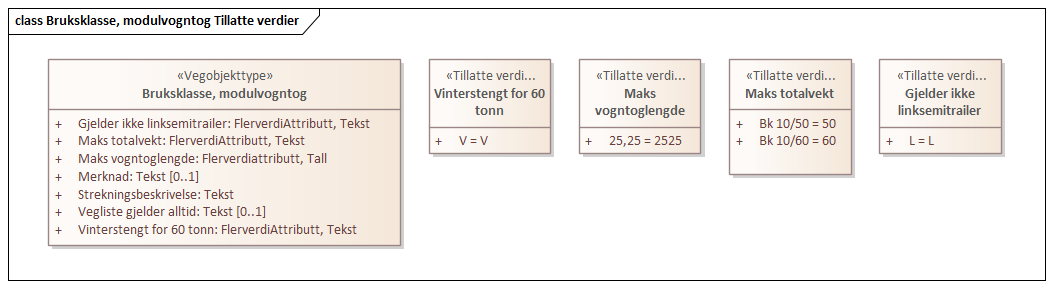 class Bruksklasse, modulvogntog Tillatte verdier
«Vegobjekttype»
Bruksklasse, modulvogntog
+ Gjelder ikke linksemitrailer: FlerverdiAttributt, Tekst
+ Maks totalvekt: FlerverdiAttributt, Tekst
+ Maks vogntoglengde: Flerverdiattributt, Tall
+ Merknad: Tekst [0..1]
+ Strekningsbeskrivelse: Tekst
+ Vegliste gjelder alltid: Tekst [0..1]
+ Vinterstengt for 60 tonn: FlerverdiAttributt, Tekst
«Tillatte verdi...
Vinterstengt for 60
tonn
+ V = V
«Tillatte verdi...
Maks
vogntoglengde
+ 25,25 = 2525
«Tillatte verdi...
Maks totalvekt
+ Bk 10/50 = 50
+ Bk 10/60 = 60
«Tillatte verdi...
Gjelder ikke
linksemitrailer
+ L = L